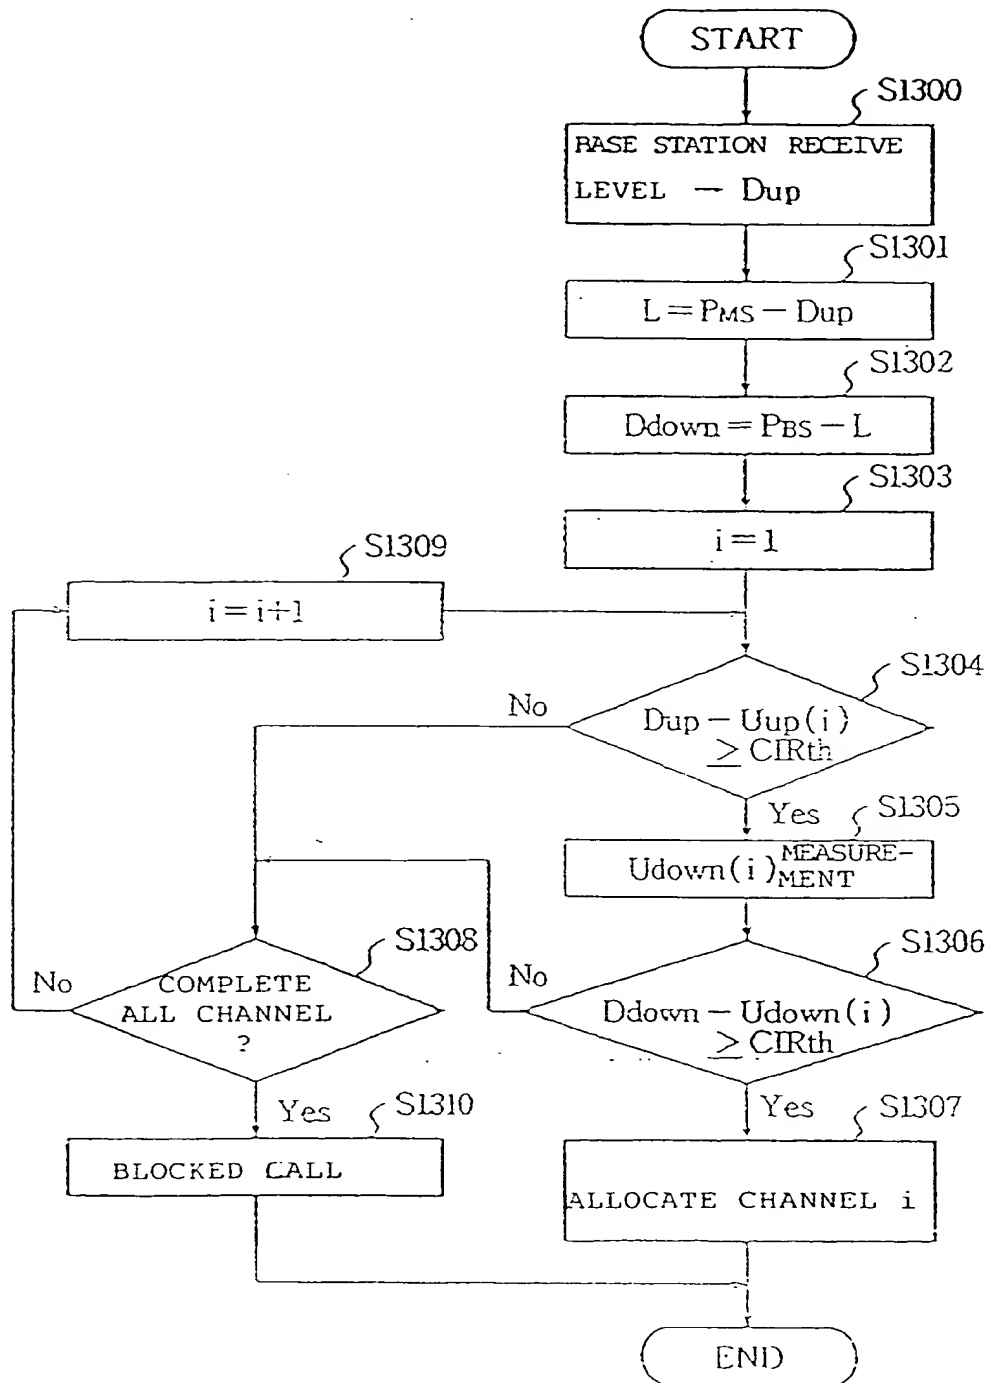 START
S1300
BASE STATION RECEIVE
LEVEL — Dup
S1301
L = PMS − Dup
S1302
Ddown = PBS − L
S1303
i = 1
S1309
i = i+1
S1304
No
Dup − Uup(i)
≥ CIRth
Yes
S1305
Udown(i) MEASURE-
MENT
S1308
No
COMPLETE
ALL CHANNEL
?
S1306
No
Ddown − Udown(i)
≥ CIRth
Yes
S1310
Yes
S1307
BLOCKED CALL
ALLOCATE CHANNEL i
END